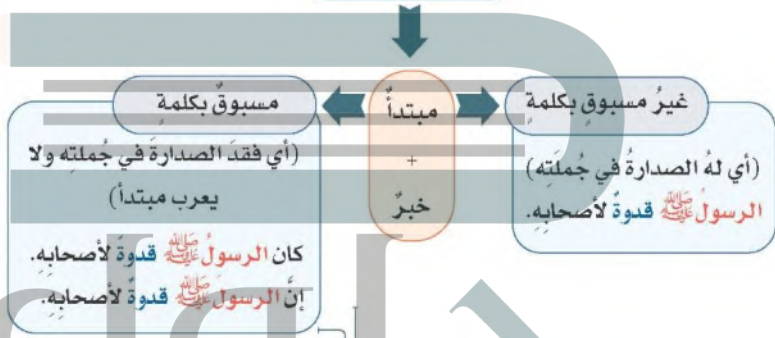 غيرُ مسبوقٍ بكلمةٍ
(أي لهُ الصدارةُ في جُملَتِه)
الرسولُ ﷺ قدوةٌ لأصحابِهِ.
مبتدأٌ
+
خبرٌ
مسبوقٌ بكلمةٍ
(أي فقدَ الصدارةَ في جُملتِه ولا
يعرب مبتدأ)
كان الرسولُ ﷺ قدوةً لأصحابِهِ.
إنَّ الرسولَ ﷺ قدوةٌ لأصحابِهِ.